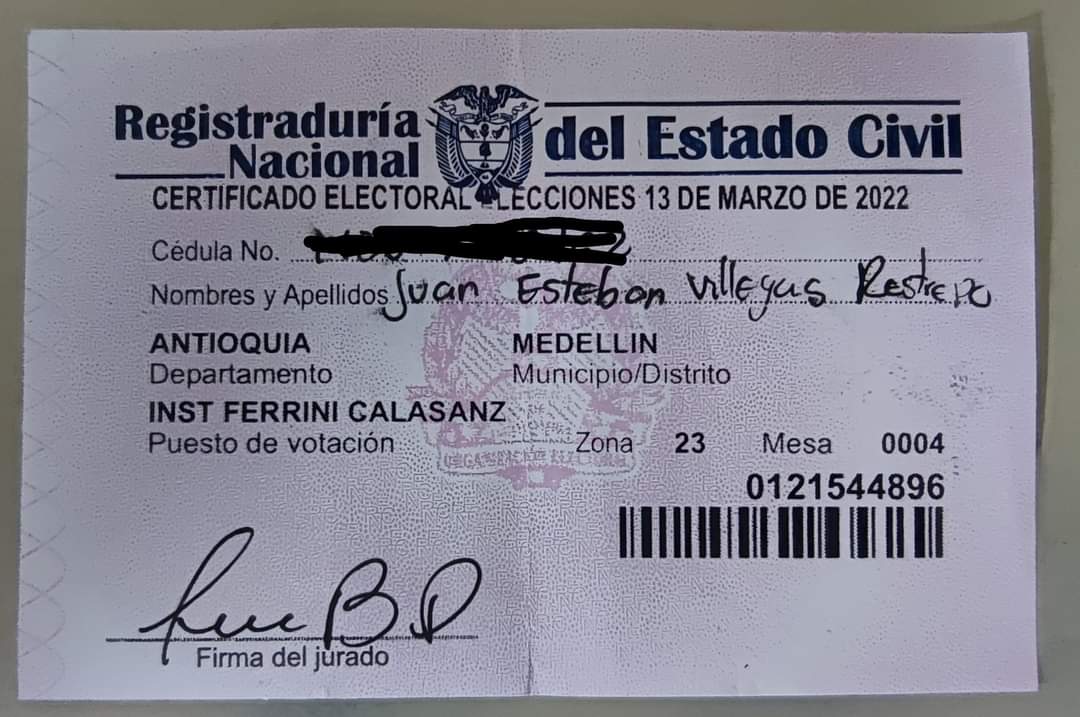 Registraduría
Nacional
del Estado Civil
CERTIFICADO ELECTORAL ELECCIONES 13 DE MARZO DE 2022
Cédula No.
Nombres y Apellidos Juan Esteban Villegas Restrepo
ANTIOQUIA MEDELLIN
Departamento Municipio/Distrito
INST FERRINI CALASANZ
Puesto de votación Zona 23 Mesa 0004
0121544896
Firma del jurado